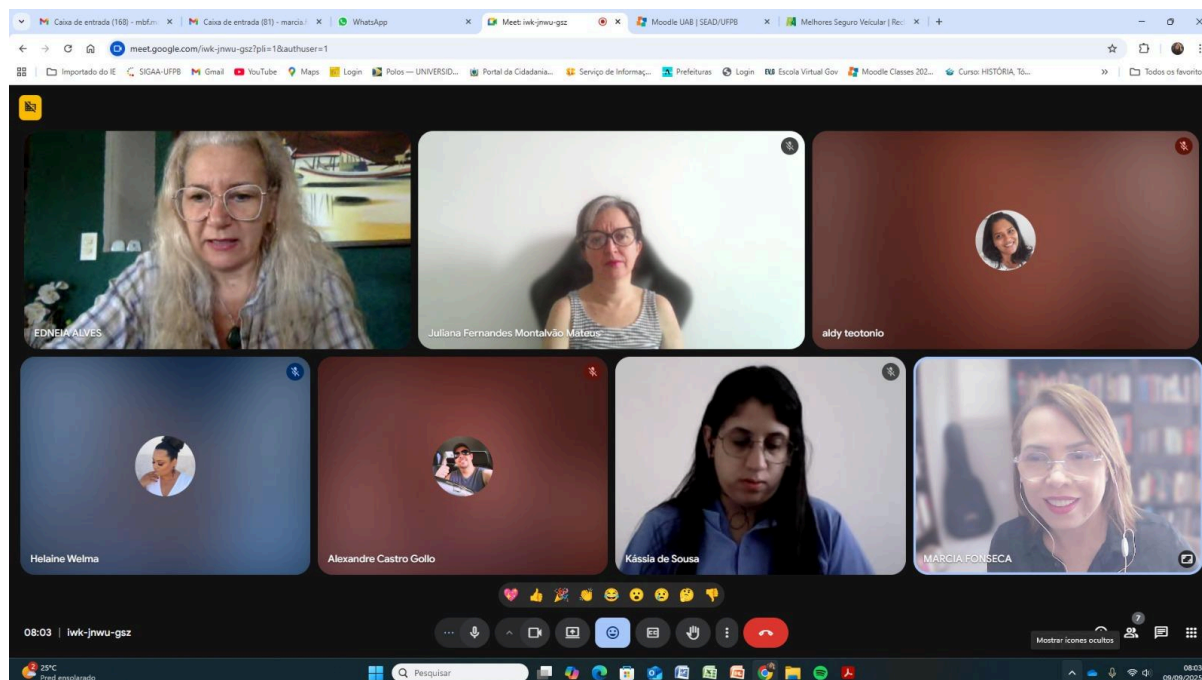 Caixa de entrada (168) - mbf.m
Caixa de entrada (81) - marcia.
WhatsApp
Meet: iwk-jnwu-gsz
Moodle UAB | SEAD/UFPB
Melhores Seguro Veícular | Rec
meet.google.com/iwk-jnwu-gsz?pli=1&authuser=1
Importado do IE
SIGAA-UFPB
Gmail
YouTube
Maps
Login
Polos — UNIVERSID...
Portal da Cidadania...
Serviço de Informaç...
Prefeituras
Login
Escola Virtual Gov
Moodle Classes 202...
Curso: HISTÓRIA, Tó...
Todos os favorito
EDNEIA ALVES
Juliana Fernandes Montalvão Mateus
aldy teotonio
Helaine Welma
Alexandre Castro Gollo
Kássia de Sousa
MARCIA FONSECA
08:03 | iwk-jnwu-gsz
7
Mostrar ícones ocultos
2
25°C
Pred ensolarado
Pesquisar
08:03